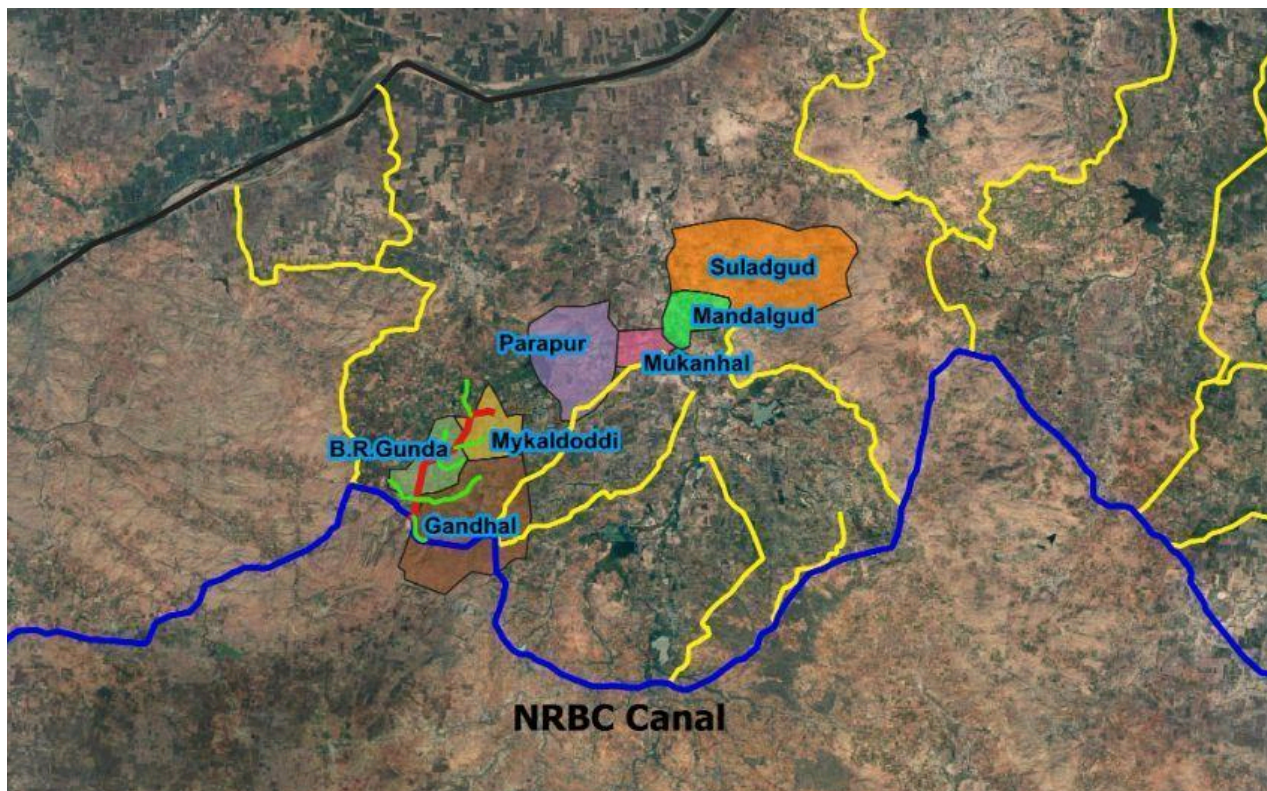 Suladgud
Mandalgud
Parapur
Mukanhal
B.R.Gunda
Mykaldoddi
Gandhal
NRBC Canal